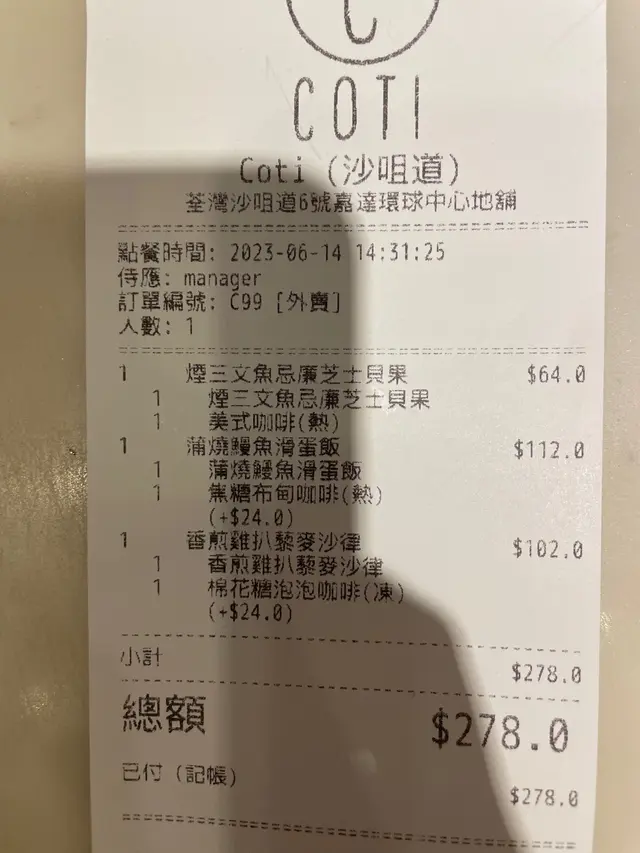 COTI
Coti (沙咀道)
荃灣沙咀道6號嘉達環球中心地舖
點餐時間: 2023-06-14 14:31:25
侍應: manager
訂單編號: C99 [外賣]
人數: 1
1 煙三文魚忌廉芝士貝果 $64.0
1 煙三文魚忌廉芝士貝果
1 美式咖啡(熱)
1 蒲燒鰻魚滑蛋飯 $112.0
1 蒲燒鰻魚滑蛋飯
1 焦糖布甸咖啡(熱)
(+$24.0)
1 香煎雞扒藜麥沙律 $102.0
1 香煎雞扒藜麥沙律
1 棉花糖泡泡咖啡(凍)
(+$24.0)
小計 $278.0
總額 $278.0
已付 (記帳) $278.0